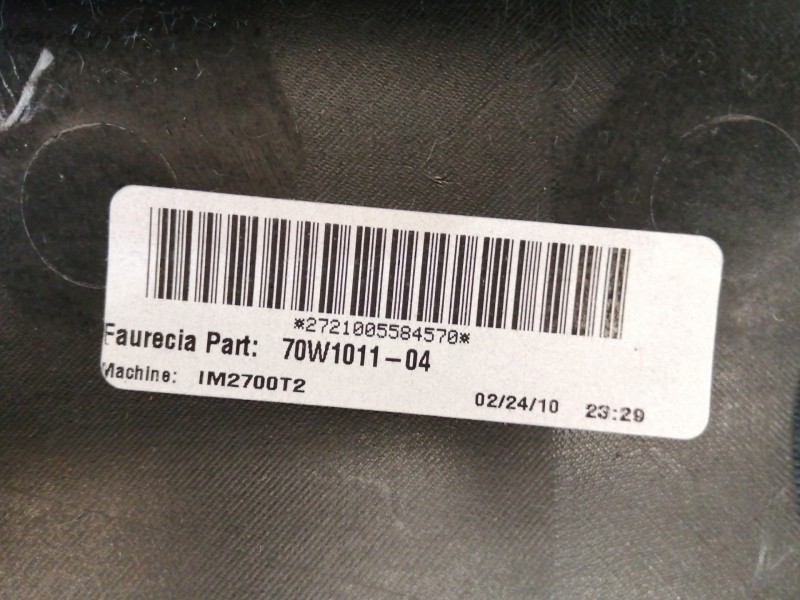 *2721005584570*
Faurecia Part: 70W1011-04
Machine: IM2700T2 02/24/10 23:29